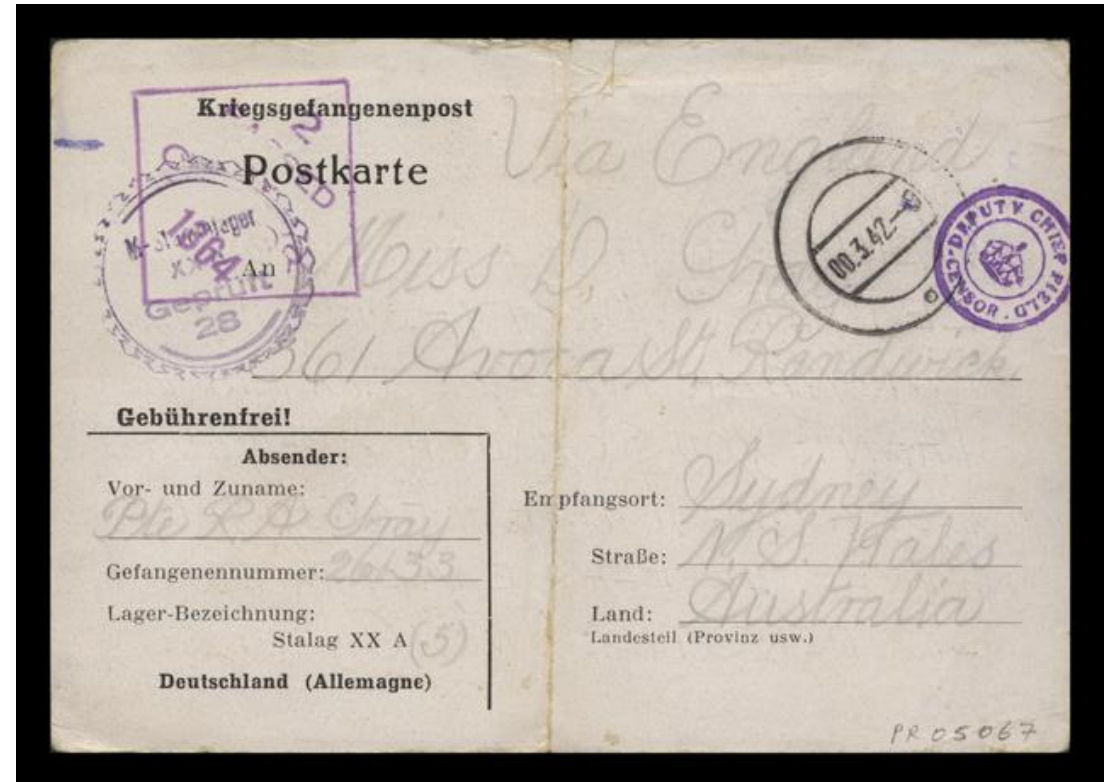 Kriegsgefangenenpost
Postkarte
Via England
An Miss D. Gray
361 Avoca St, Randwick
Gebührenfrei!
Absender:
Vor- und Zuname:
Pte R A Gray
Gefangenennummer:
Lager-Bezeichnung:
Stalag XX A (5)
Deutschland (Allemagne)
Empfangsort: Sydney
Straße: N. S. Wales
Land: Australia
Landesteil (Provinz usw.)
1864
Geprüft
28
00.3.42.
DEPUTY CHIEF FIELD CENSOR.
PR05067